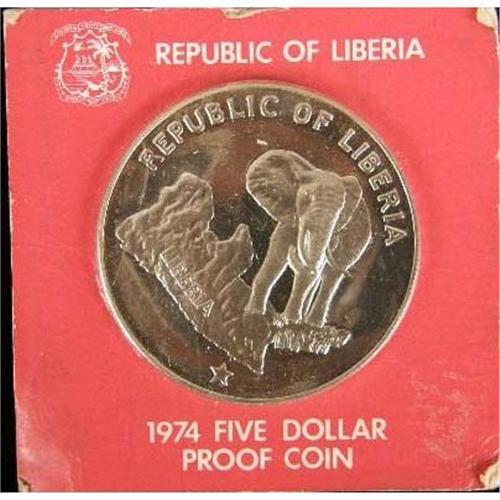 REPUBLIC OF LIBERIA
REPUBLIC OF LIBERIA
LIBERIA
1974 FIVE DOLLAR
PROOF COIN